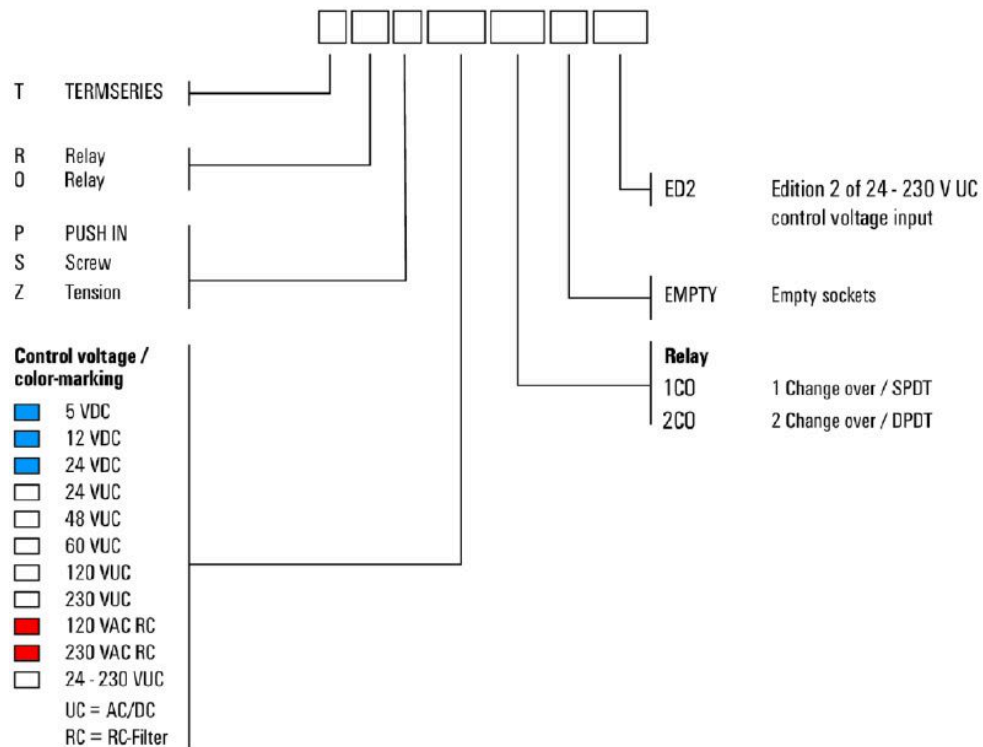 T TERMSERIES
R Relay
O Relay
P PUSH IN
S Screw
Z Tension
Control voltage /
color-marking
5 VDC
12 VDC
24 VDC
24 VUC
48 VUC
60 VUC
120 VUC
230 VUC
120 VAC RC
230 VAC RC
24 - 230 VUC
UC = AC/DC
RC = RC-Filter
ED2 Edition 2 of 24 - 230 V UC
control voltage input
EMPTY Empty sockets
Relay
1CO 1 Change over / SPDT
2CO 2 Change over / DPDT